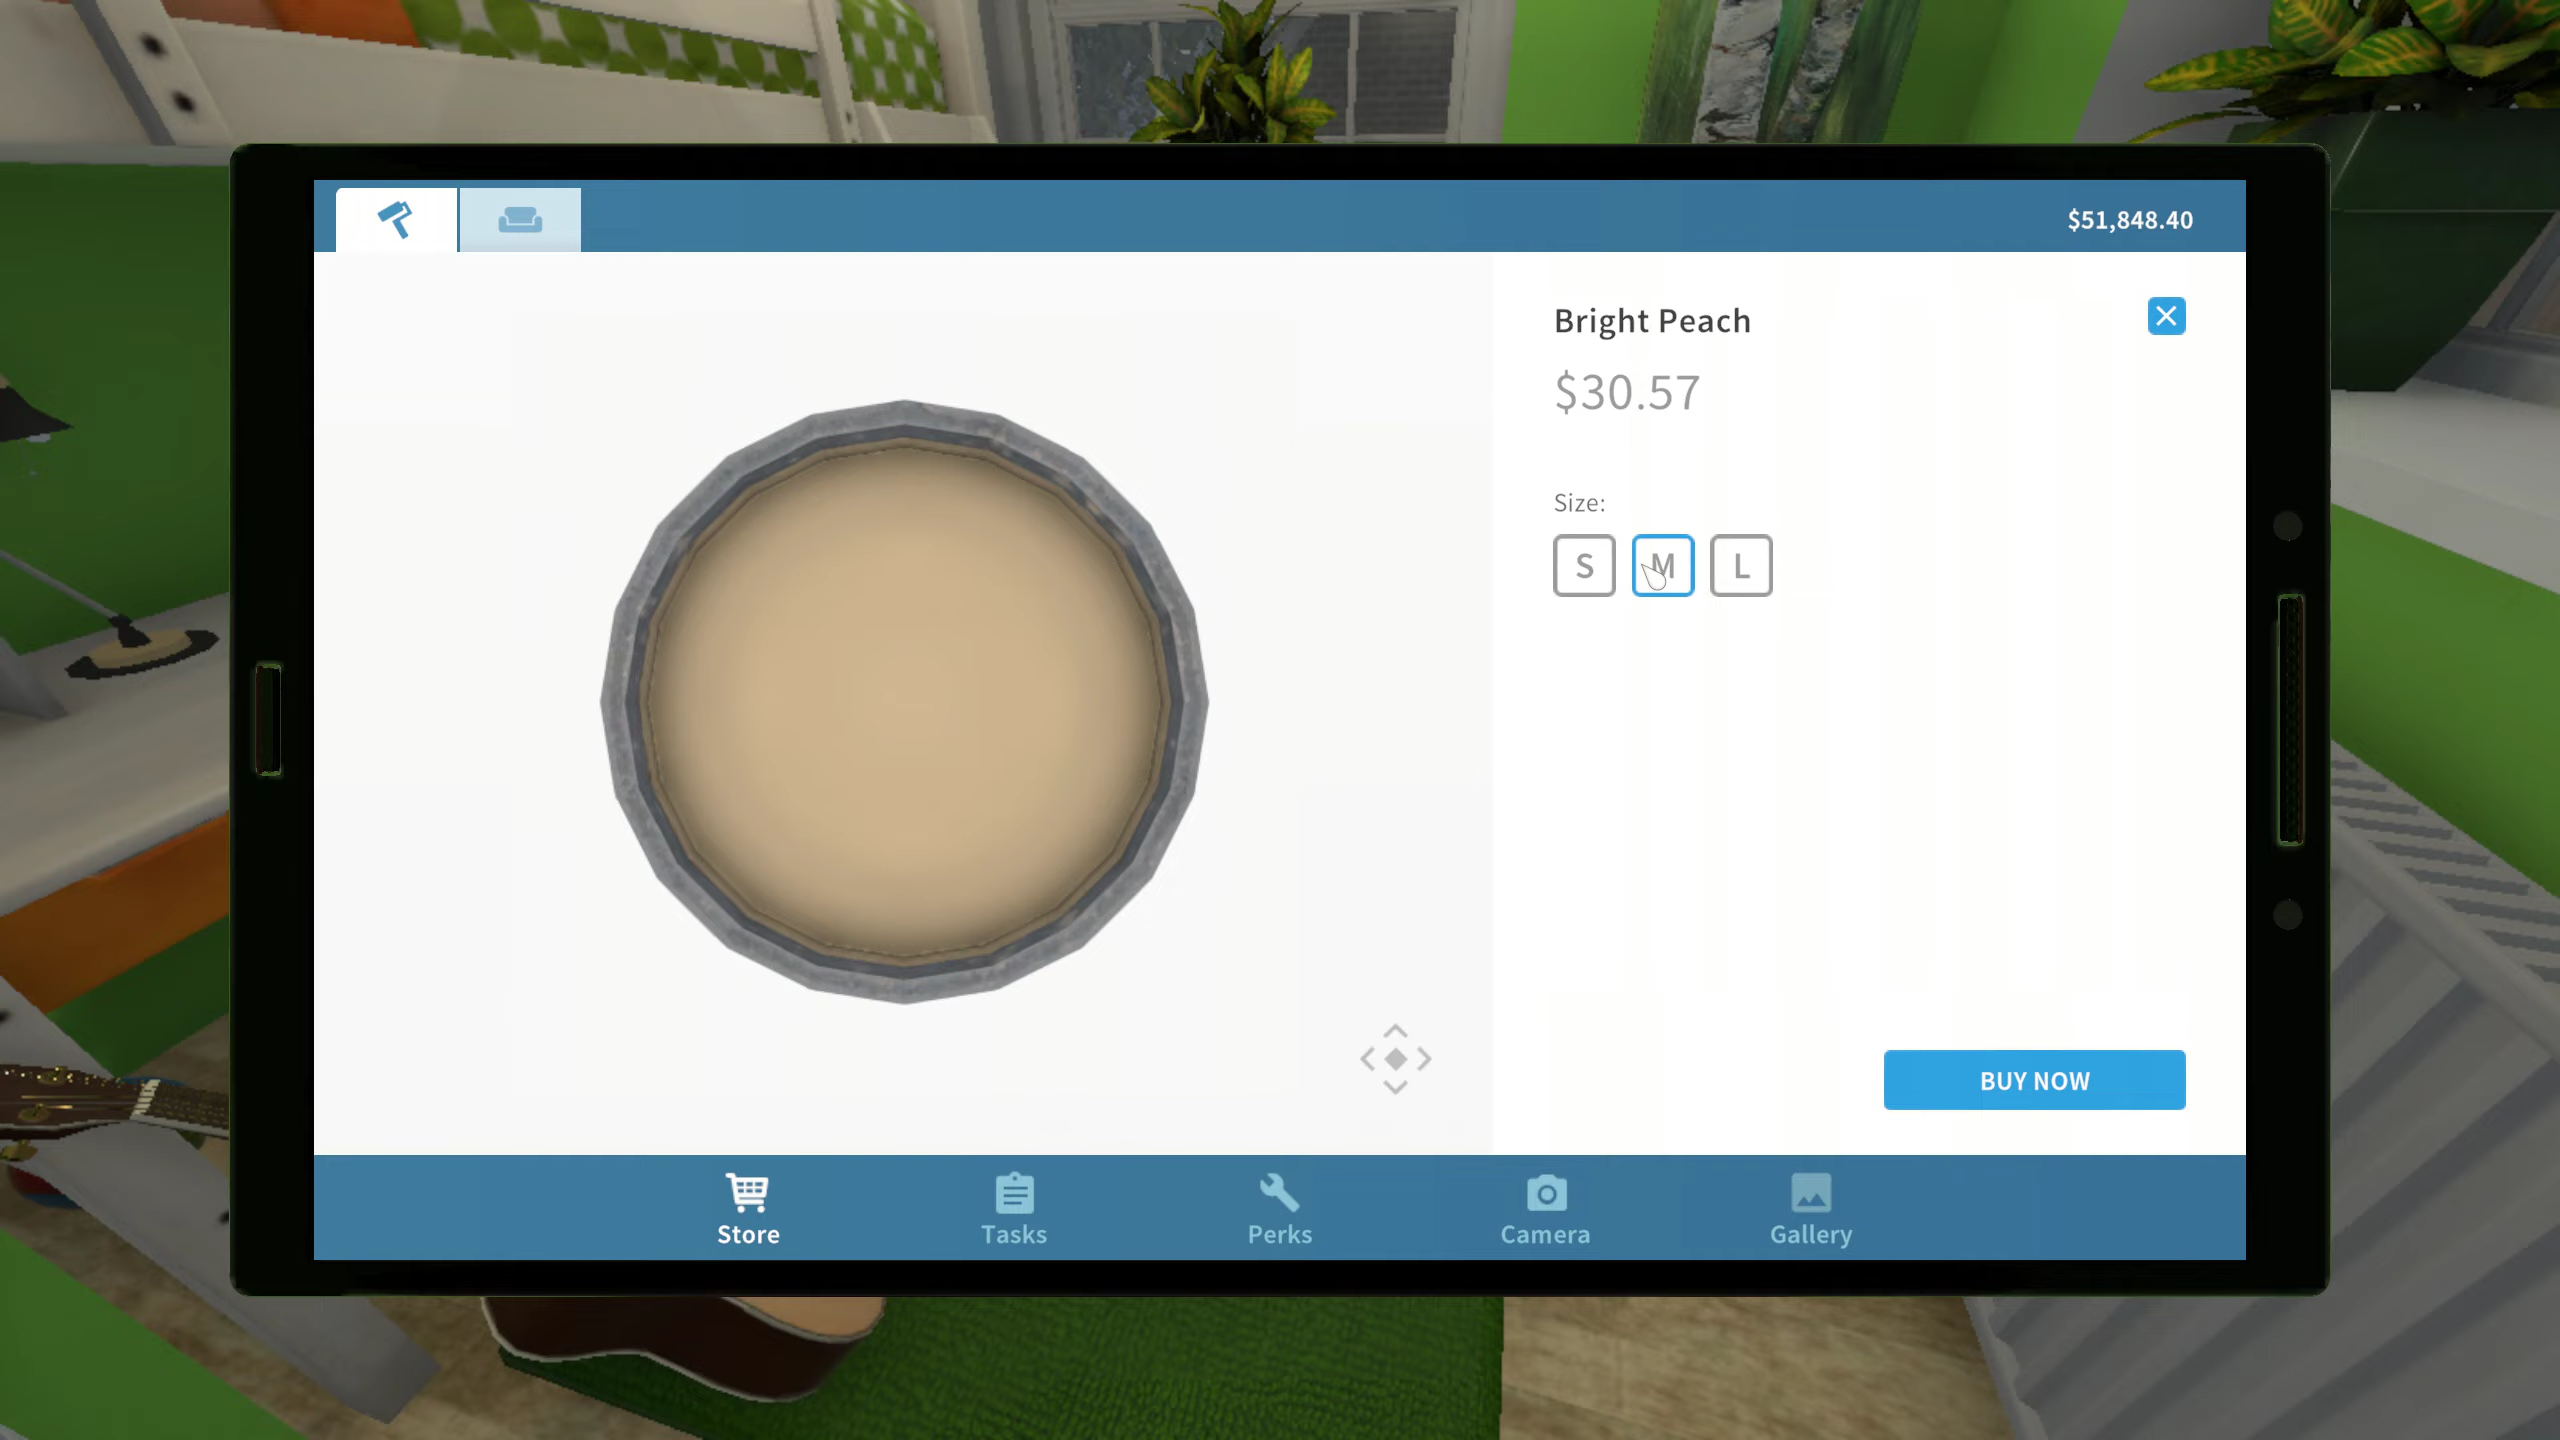 $51,848.40
Bright Peach
$30.57
Size:
S M L
BUY NOW
Store Tasks Perks Camera Gallery